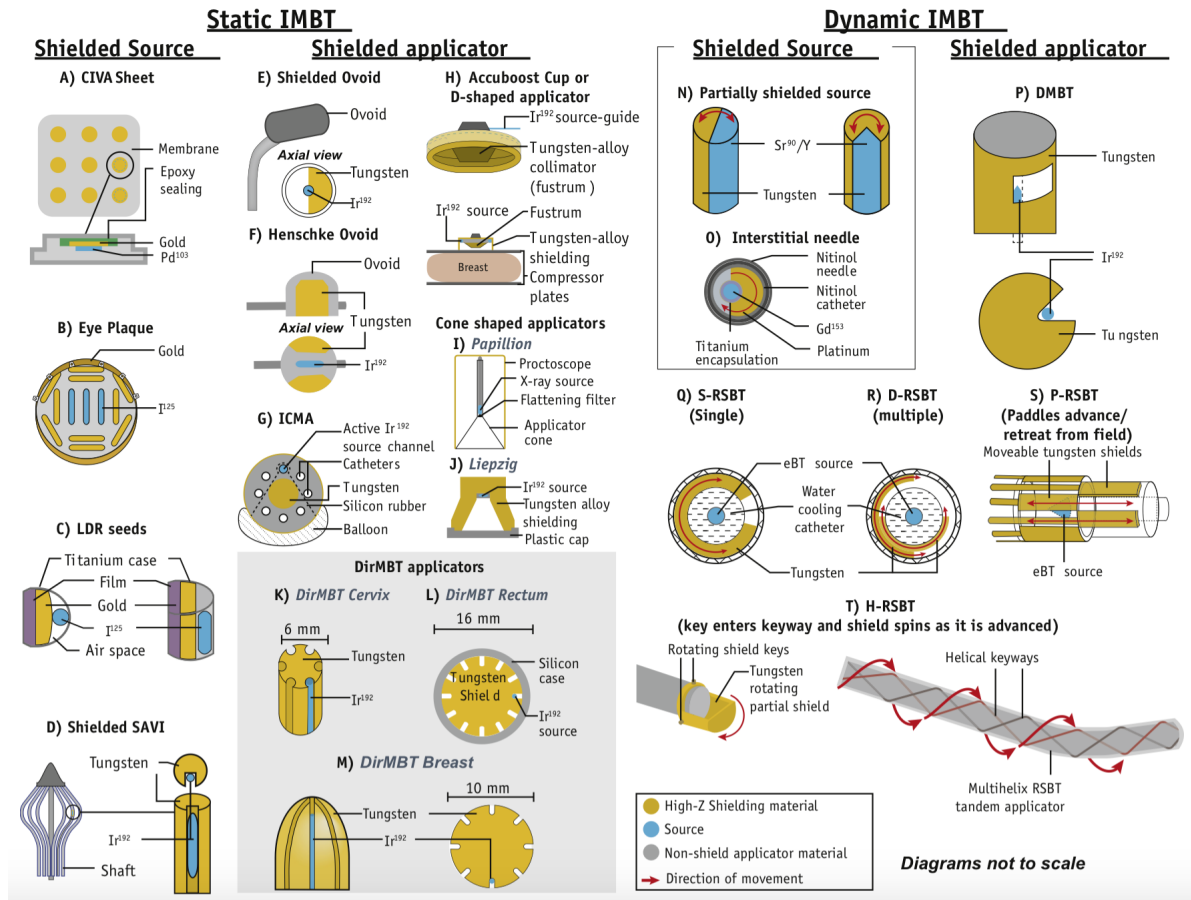 Static IMBT
Shielded Source
A) CIVA Sheet
Membrane
Epoxy
sealing
Gold
Pd¹⁰³
B) Eye Plaque
Gold
I¹²⁵
C) LDR seeds
Titanium case
Film
Gold
I¹²⁵
Air space
D) Shielded SAVI
Tungsten
Ir¹⁹²
Shaft
Shielded applicator
E) Shielded Ovoid
Ovoid
Axial view
Tungsten
Ir¹⁹²
F) Henschke Ovoid
Ovoid
Tungsten
Axial view
Ir¹⁹²
G) ICMA
Active Ir¹⁹²
source channel
Catheters
Tungsten
Silicon rubber
Balloon
H) Accuboost Cup or
D-shaped applicator
Ir¹⁹² source-guide
Tungsten-alloy
collimator
(fustrum )
Ir¹⁹² source
Fustrum
Tungsten-alloy
shielding
Breast
Compressor
plates
Cone shaped applicators
I) Papillion
Proctoscope
X-ray source
Flattening filter
Applicator
cone
J) Liepzig
Ir¹⁹² source
Tungsten alloy
shielding
Plastic cap
DirMBT applicators
K) DirMBT Cervix
6 mm
Tungsten
Ir¹⁹²
L) DirMBT Rectum
16 mm
Tungsten
Shiel d
Silicon
case
Ir¹⁹²
source
M) DirMBT Breast
10 mm
Tungsten
Ir¹⁹²
Dynamic IMBT
Shielded Source
N) Partially shielded source
Sr⁹⁰/Y
Tungsten
O) Interstitial needle
Nitinol
needle
Nitinol
catheter
Gd¹⁵³
Platinum
Titanium
encapsulation
Shielded applicator
P) DMBT
Tungsten
Ir¹⁹²
Tu ngsten
Q) S-RSBT
(Single)
R) D-RSBT
(multiple)
eBT source
Water
cooling
catheter
Tungsten
S) P-RSBT
(Paddles advance/
retreat from field)
Moveable tungsten shields
eBT source
T) H-RSBT
(key enters keyway and shield spins as it is advanced)
Rotating shield keys
Tungsten
rotating
partial shield
Helical keyways
Multihelix RSBT
tandem applicator
High-Z Shielding material
Source
Non-shield applicator material
Direction of movement
Diagrams not to scale